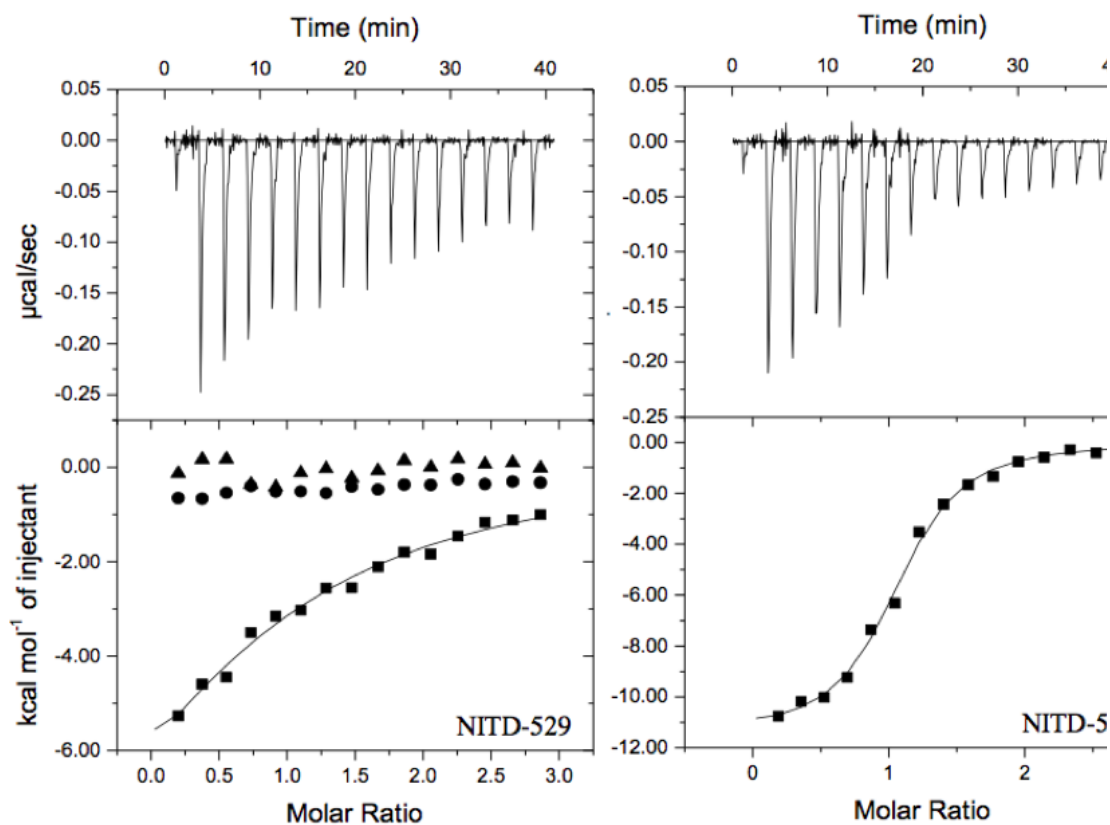 Time (min)
0 10 20 30 40
0.05
0.00
-0.05
-0.10
-0.15
-0.20
-0.25
µcal/sec
0.00
-2.00
-4.00
-6.00
kcal mol⁻¹ of injectant
NITD-529
0.0 0.5 1.0 1.5 2.0 2.5 3.0
Molar Ratio
Time (min)
0 10 20 30 4
0.05
0.00
-0.05
-0.10
-0.15
-0.20
-0.25
0.00
-2.00
-4.00
-6.00
-8.00
-10.00
-12.00
NITD-5
0 1 2
Molar Ratio